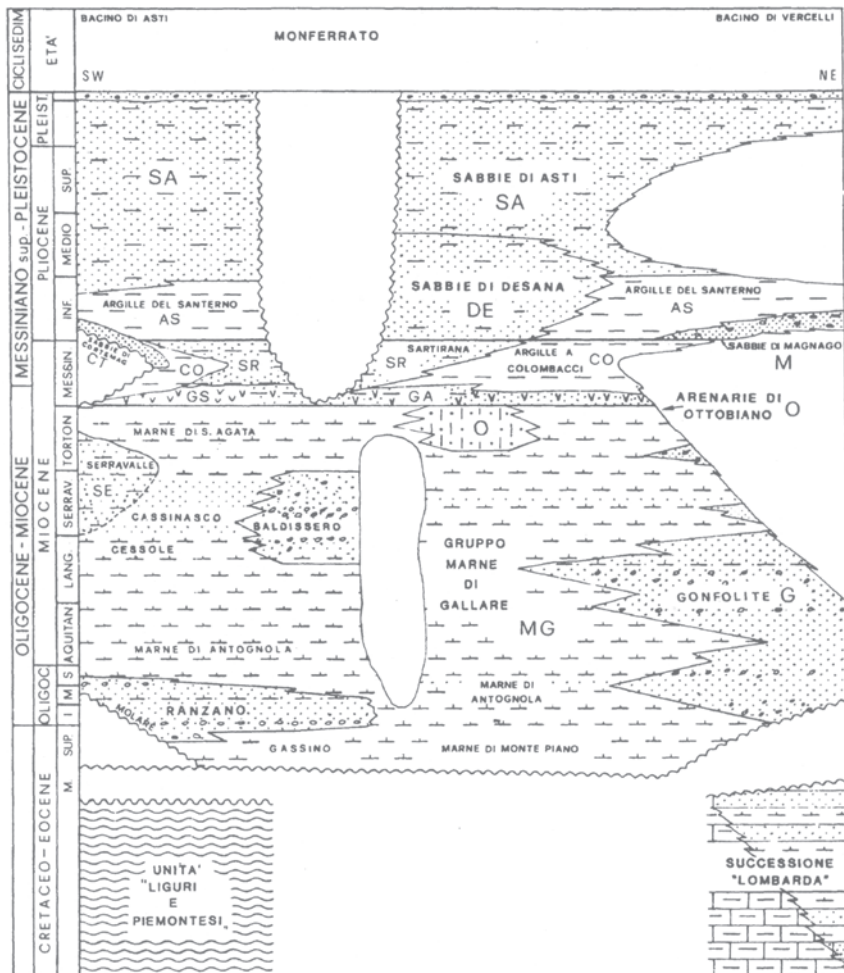 BACINO DI ASTI
BACINO DI VERCELLI
MONFERRATO
CICLI SEDIM
ETÀ'
SW
NE
MESSINIANO sup.- PLEISTOCENE
OLIGOCENE-MIOCENE
CRETACEO-EOCENE
PLIOCENE
MIOCENE
OLIGOC
PLEIST.
SUP.
MEDIO
INF.
MESSIN
TORTON
SERRAV
LANG.
AQUITAN
S
M
I
SUP.
M.
SA
SABBIE DI ASTI
SA
SABBIE DI DESANA
DE
ARGILLE DEL SANTERNO
AS
ARGILLE DEL SANTERNO
AS
SABBIE DI
CORTEMAG.
CT
CO
SR
GS
SARTIRANA
SR
ARGILLE A
COLOMBACCI
CO
GA
SABBIE DI MAGNAGO
M
ARENARIE DI
OTTOBIANO O
O
MARNE DI S. AGATA
SERRAVALLE
SE
CASSINASCO
BALDISSERO
CESSOLE
GRUPPO
MARNE
DI
GALLARE
MG
GONFOLITE G
MARNE DI ANTOGNOLA
MARNE DI
ANTOGNOLA
RANZANO
MOLARE
GASSINO
MARNE DI MONTE PIANO
UNITA'
"LIGURI
E
PIEMONTESI"
SUCCESSIONE
"LOMBARDA"